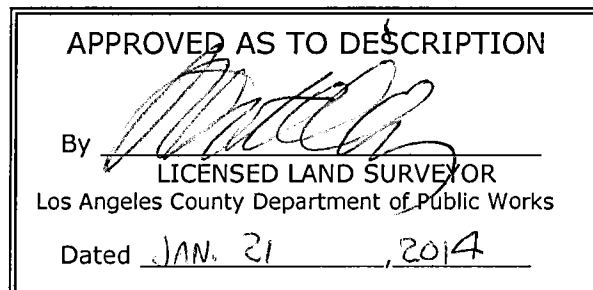 APPROVED AS TO DESCRIPTION
By
LICENSED LAND SURVEYOR
Los Angeles County Department of Public Works
Dated JAN. 21, 2014